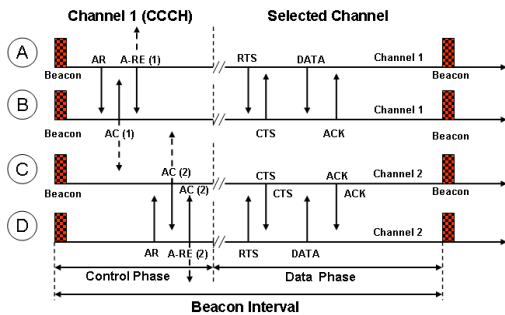 Channel 1 (CCCH) Selected Channel
A AR A-RE (1) RTS DATA Channel 1
Beacon Beacon
B Channel 1
Beacon AC (1) CTS ACK Beacon
C AC (2) CTS ACK Channel 2
Beacon AC (2) CTS ACK Beacon
D Channel 2
AR A-RE (2) RTS DATA
Control Phase Data Phase
Beacon Interval